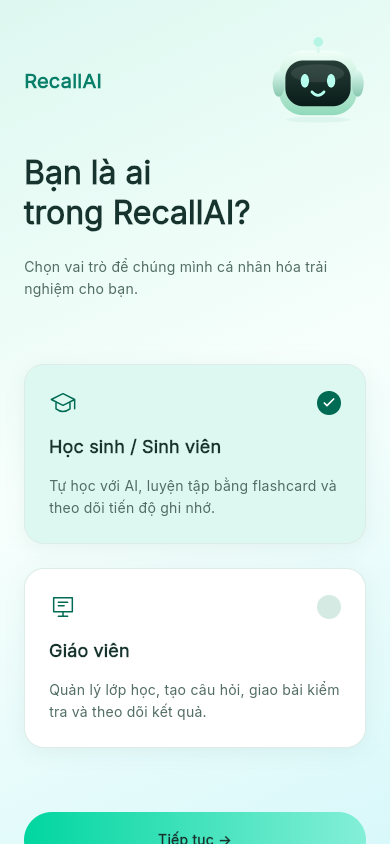 RecallAI
Bạn là ai
trong RecallAI?
Chọn vai trò để chúng mình cá nhân hóa trải
nghiệm cho bạn.
Học sinh / Sinh viên
Tự học với AI, luyện tập bằng flashcard và
theo dõi tiến độ ghi nhớ.
Giáo viên
Quản lý lớp học, tạo câu hỏi, giao bài kiểm
tra và theo dõi kết quả.
Tiếp tục →